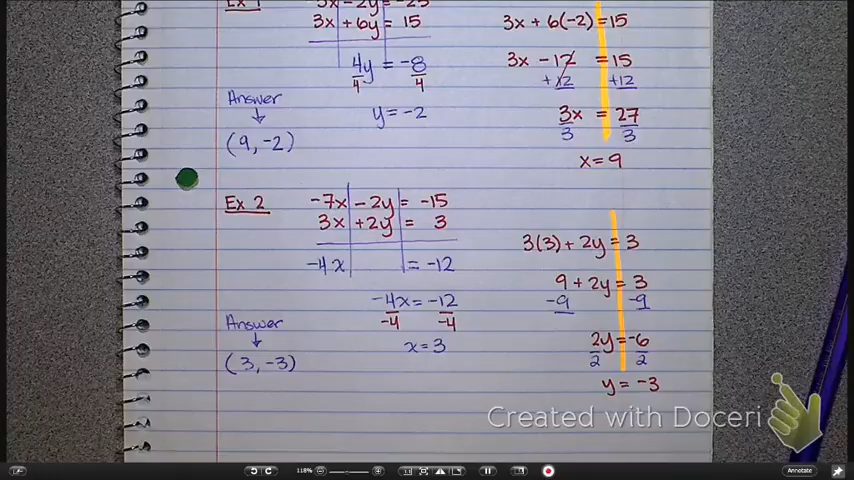 Ex 1
3x + 6y = 15
4y = -8
4 4
y = -2
Answer
(9, -2)
3x + 6(-2) = 15
3x - 12 = 15
+12 +12
3x = 27
3 3
x = 9
Ex 2
-7x - 2y = -15
3x + 2y = 3
-4x = -12
-4x = -12
-4 -4
x = 3
Answer
(3, -3)
3(3) + 2y = 3
9 + 2y = 3
-9 -9
2y = -6
2 2
y = -3
Created with Doceri
118%
Annotate